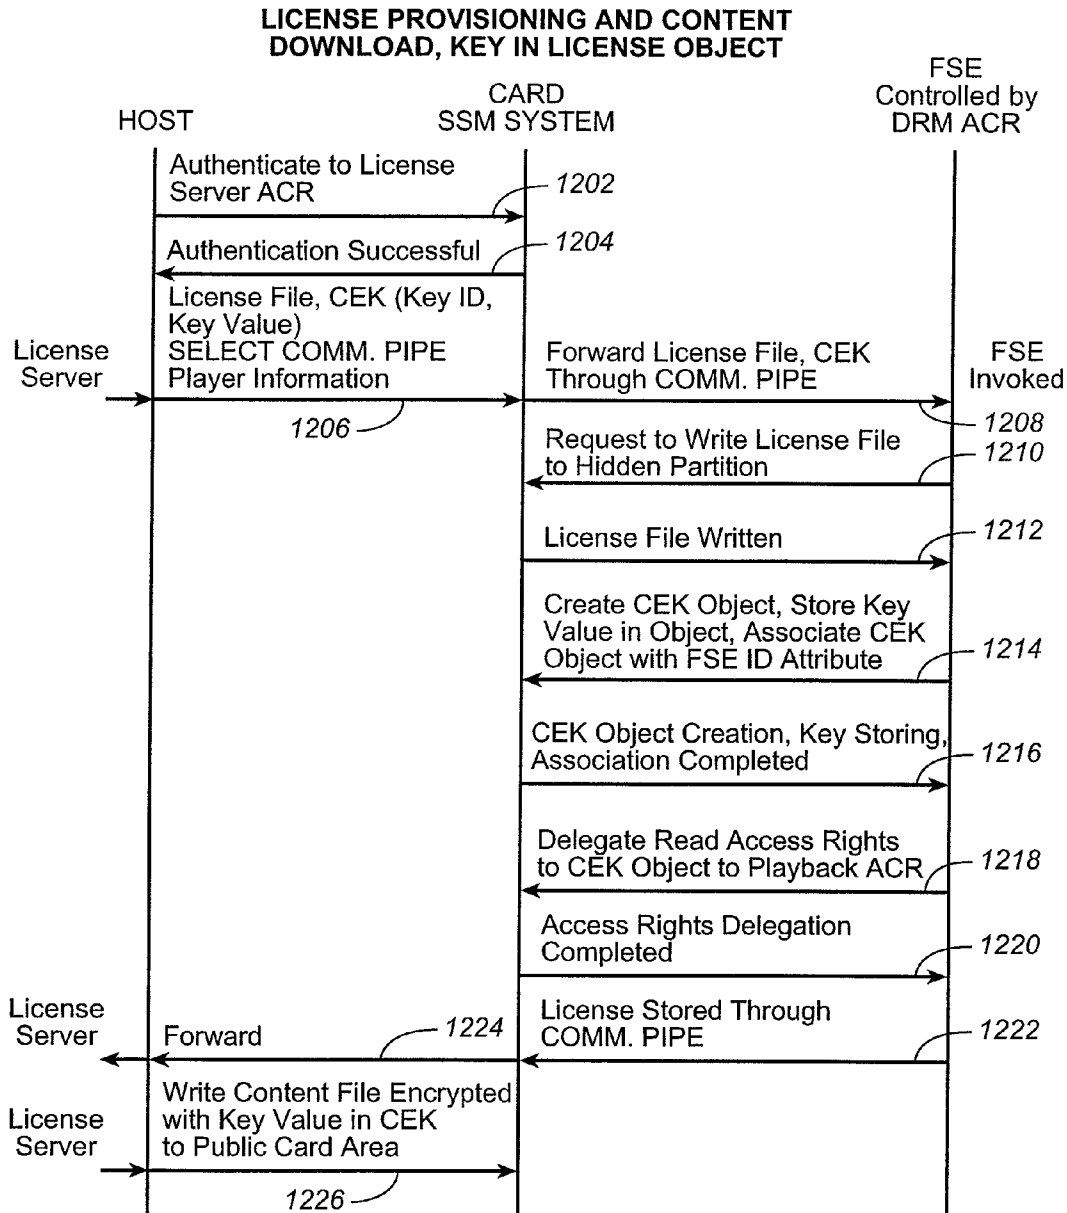 LICENSE PROVISIONING AND CONTENT
DOWNLOAD, KEY IN LICENSE OBJECT
HOST
CARD
SSM SYSTEM
FSE
Controlled by
DRM ACR
Authenticate to License
Server ACR
1202
Authentication Successful
1204
License File, CEK (Key ID,
Key Value)
SELECT COMM. PIPE
Player Information
License
Server
1206
Forward License File, CEK
Through COMM. PIPE
FSE
Invoked
1208
Request to Write License File
to Hidden Partition
1210
License File Written
1212
Create CEK Object, Store Key
Value in Object, Associate CEK
Object with FSE ID Attribute
1214
CEK Object Creation, Key Storing,
Association Completed
1216
Delegate Read Access Rights
to CEK Object to Playback ACR
1218
Access Rights Delegation
Completed
1220
License Stored Through
COMM. PIPE
1222
License
Server
Forward
1224
Write Content File Encrypted
with Key Value in CEK
to Public Card Area
License
Server
1226